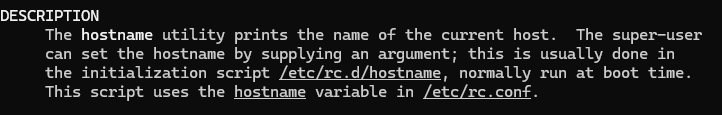 DESCRIPTION
The hostname utility prints the name of the current host. The super-user
can set the hostname by supplying an argument; this is usually done in
the initialization script /etc/rc.d/hostname, normally run at boot time.
This script uses the hostname variable in /etc/rc.conf.